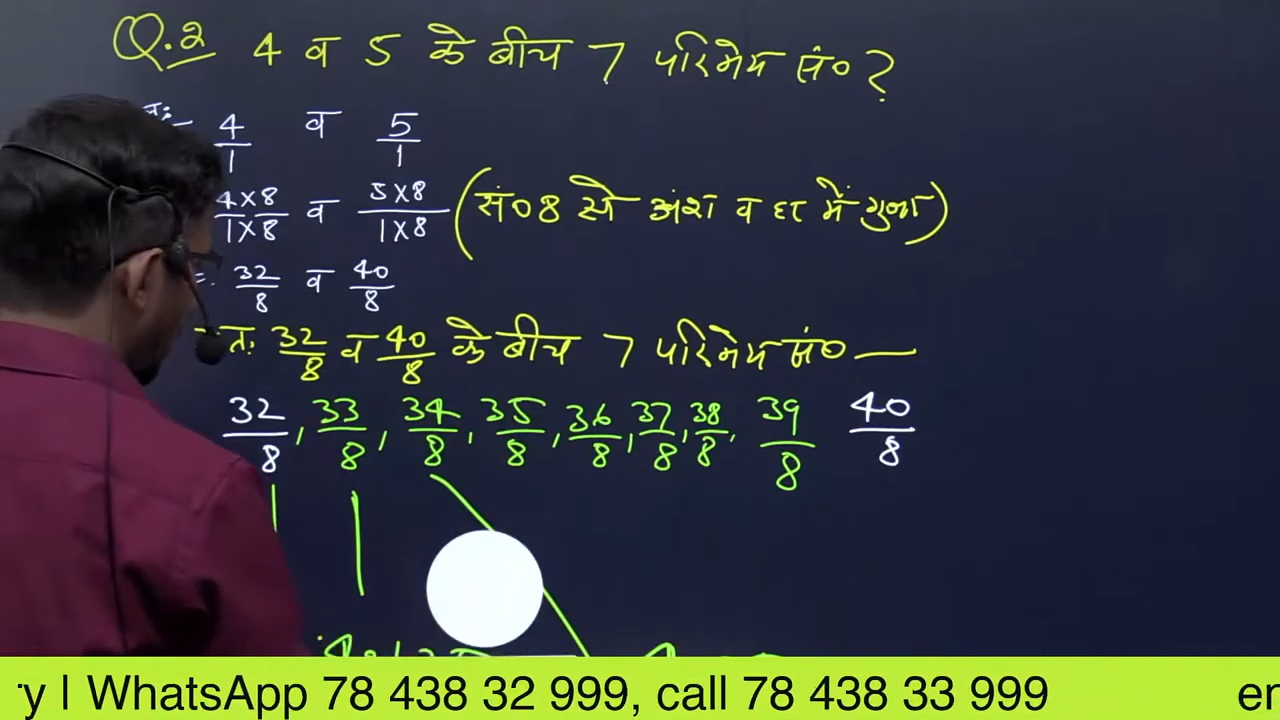 Q.2 4 व 5 के बीच 7 परिमेय सं० ?
4/1 व 5/1
4×8/1×8 व 5×8/1×8 (सं० 8 से अंश व हर में गुणा)
32/8 व 40/8
तः 32/8 व 40/8 के बीच 7 परिमेय सं० —
32/8, 33/8, 34/8, 35/8, 36/8, 37/8, 38/8, 39/8 40/8
y | WhatsApp 78 438 32 999, call 78 438 33 999 er